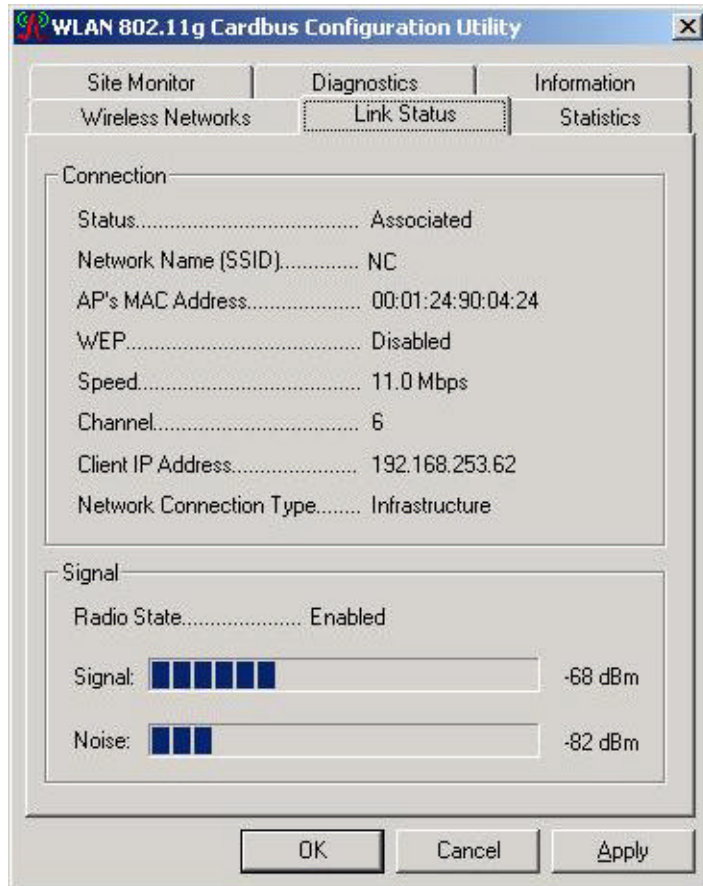 WLAN 802.11g Cardbus Configuration Utility
Site Monitor Diagnostics Information
Wireless Networks Link Status Statistics
Connection
Status..................................... Associated
Network Name (SSID)............. NC
AP's MAC Address.................. 00:01:24:90:04:24
WEP....................................... Disabled
Speed..................................... 11.0 Mbps
Channel.................................. 6
Client IP Address..................... 192.168.253.62
Network Connection Type........ Infrastructure
Signal
Radio State..................... Enabled
Signal: -68 dBm
Noise: -82 dBm
OK Cancel Apply